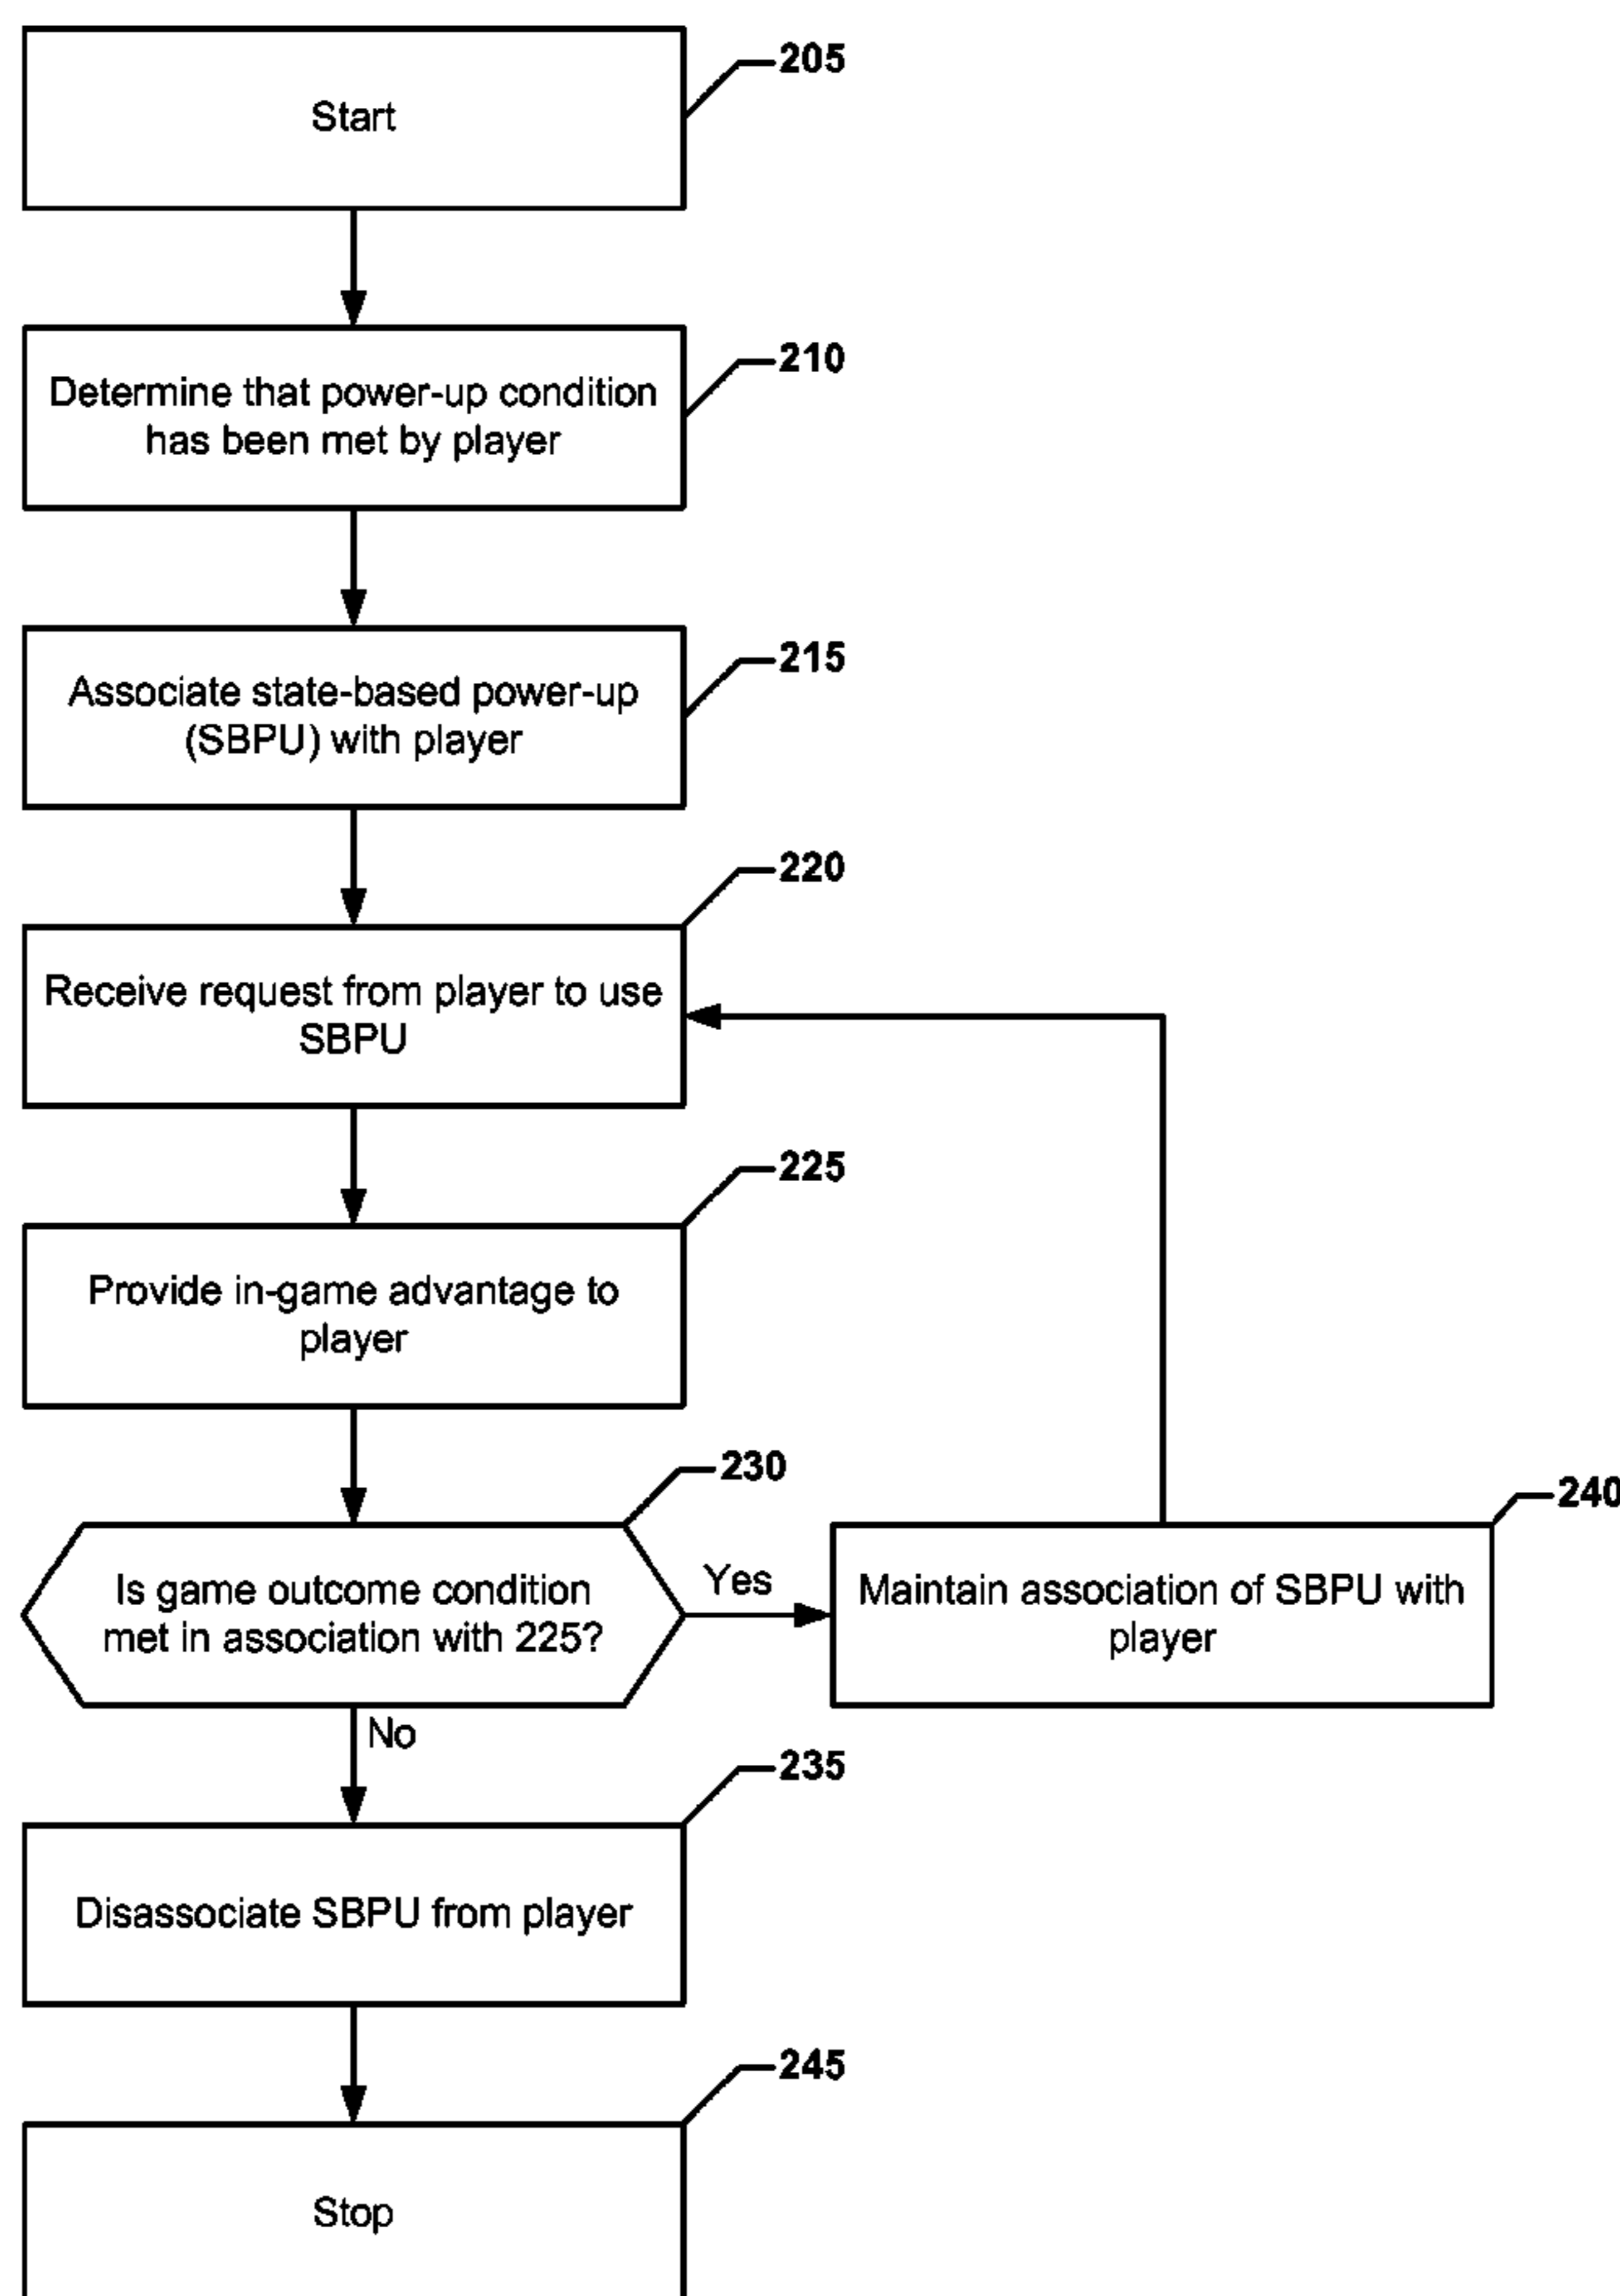 205
Start
210
Determine that power-up condition
has been met by player
215
Associate state-based power-up
(SBPU) with player
220
Receive request from player to use
SBPU
225
Provide in-game advantage to
player
230
240
Is game outcome condition
met in association with 225?
Yes
Maintain association of SBPU with
player
No
235
Disassociate SBPU from player
245
Stop